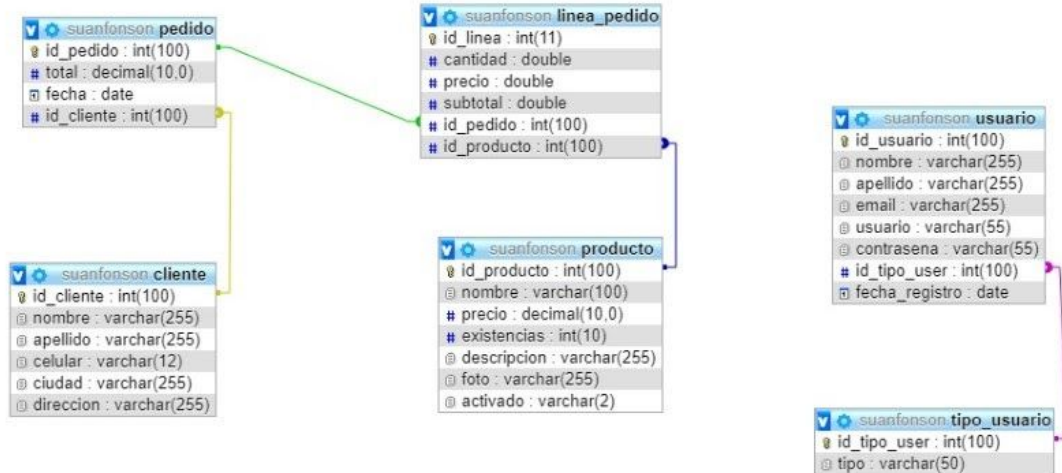 suanfonson pedido
id_pedido : int(100)
total : decimal(10,0)
fecha : date
id_cliente : int(100)
suanfonson linea_pedido
id_linea : int(11)
cantidad : double
precio : double
subtotal : double
id_pedido : int(100)
id_producto : int(100)
suanfonson usuario
id_usuario : int(100)
nombre : varchar(255)
apellido : varchar(255)
email : varchar(255)
usuario : varchar(55)
contrasena : varchar(55)
id_tipo_user : int(100)
fecha_registro : date
suanfonson cliente
id_cliente : int(100)
nombre : varchar(255)
apellido : varchar(255)
celular : varchar(12)
ciudad : varchar(255)
direccion : varchar(255)
suanfonson producto
id_producto : int(100)
nombre : varchar(100)
precio : decimal(10,0)
existencias : int(10)
descripcion : varchar(255)
foto : varchar(255)
activado : varchar(2)
suanfonson tipo_usuario
id_tipo_user : int(100)
tipo : varchar(50)